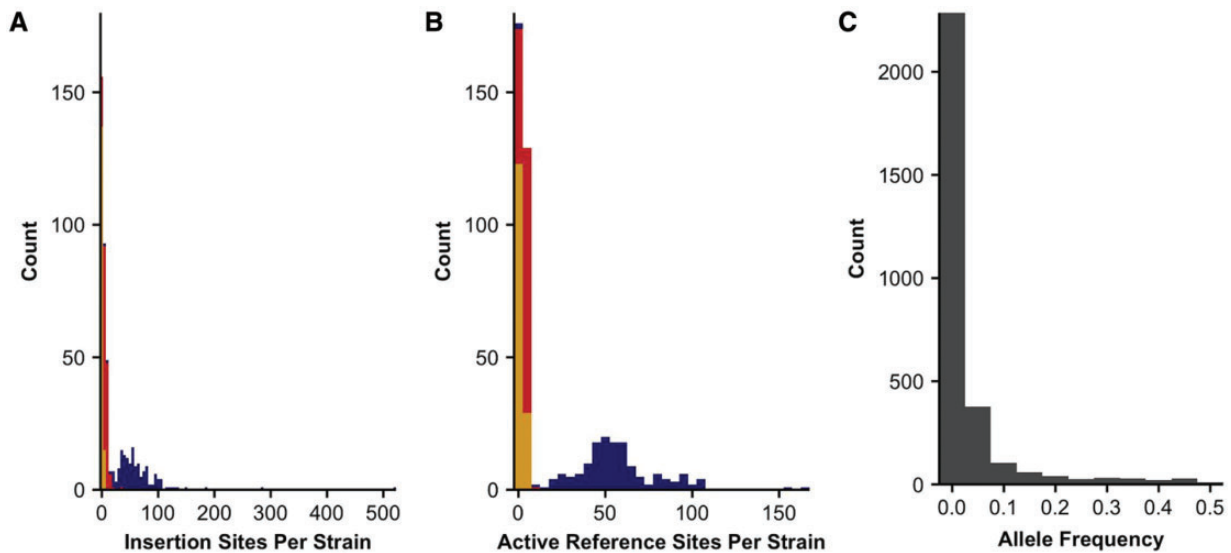 A
Count
150
100
50
0
0 100 200 300 400 500
Insertion Sites Per Strain
B
Count
150
100
50
0
0 50 100 150
Active Reference Sites Per Strain
C
Count
2000
1500
1000
500
0
0.0 0.1 0.2 0.3 0.4 0.5
Allele Frequency